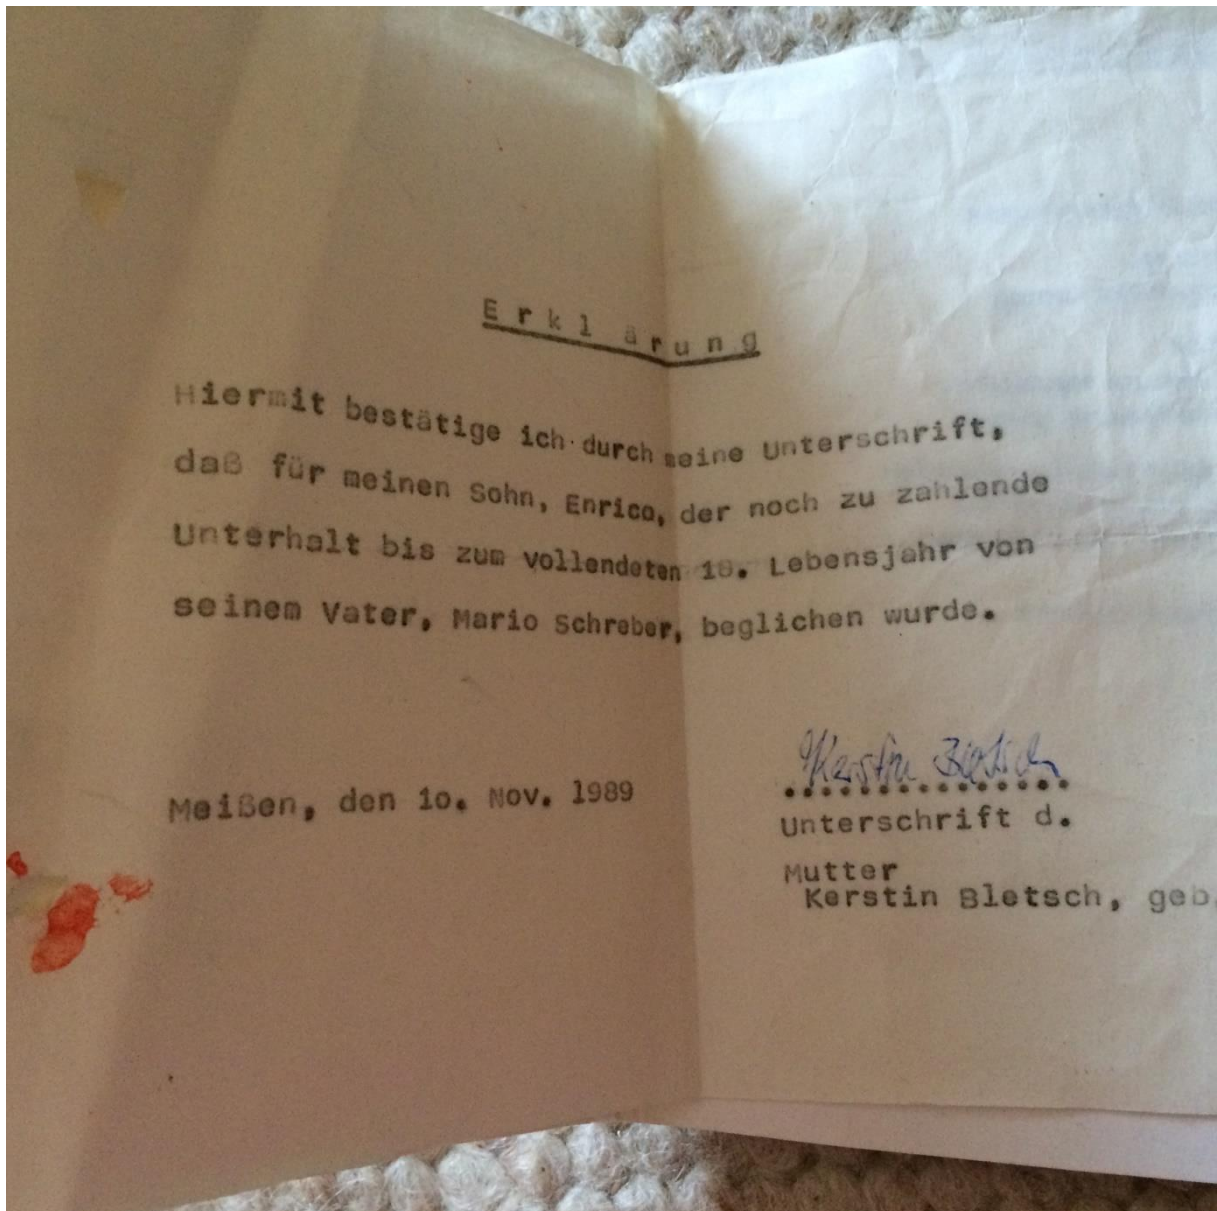 Erklärung
Hiermit bestätige ich durch meine Unterschrift,
daß für meinen Sohn, Enrico, der noch zu zahlende
Unterhalt bis zum vollendeten 18. Lebensjahr von
seinem Vater, Mario Schreber, beglichen wurde.
Kerstin Bletsch
Meißen, den 10. Nov. 1989
Unterschrift d.
Mutter
Kerstin Bletsch, geb.